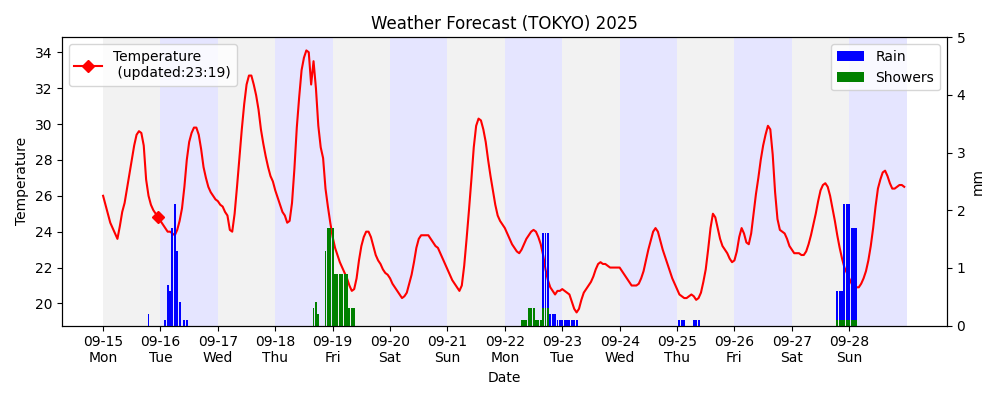 Weather Forecast (TOKYO) 2025
Temperature
(updated:23:19)
Rain
Showers
34
32
30
28
26
24
22
20
Temperature
5
4
3
2
1
0
mm
09-15 09-16 09-17 09-18 09-19 09-20 09-21 09-22 09-23 09-24 09-25 09-26 09-27 09-28
Mon Tue Wed Thu Fri Sat Sun Mon Tue Wed Thu Fri Sat Sun
Date